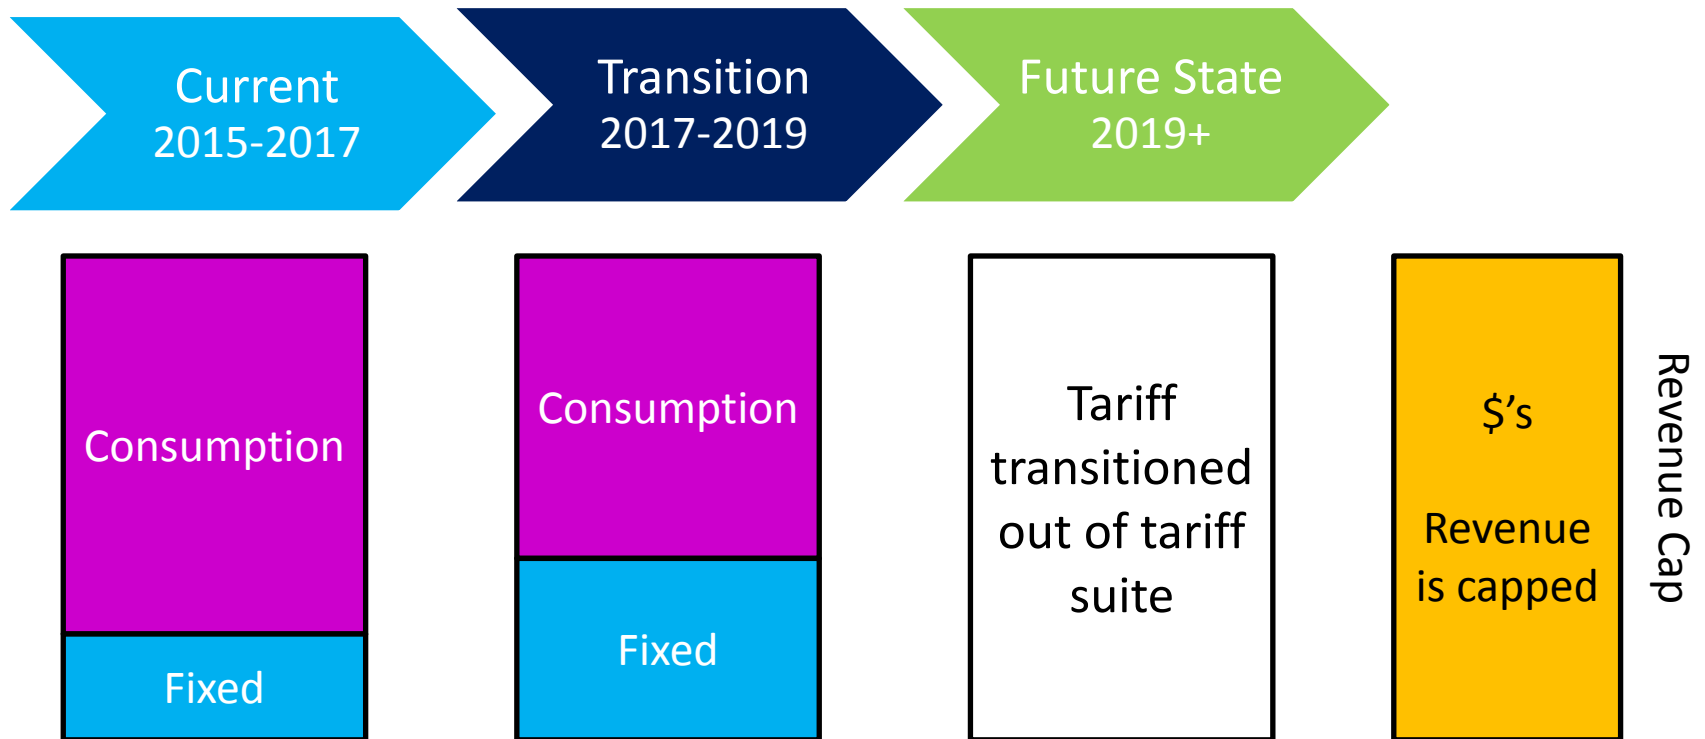 Current
2015-2017
Transition
2017-2019
Future State
2019+
Consumption
Fixed
Consumption
Fixed
Tariff
transitioned
out of tariff
suite
$’s
Revenue
is capped
Revenue Cap